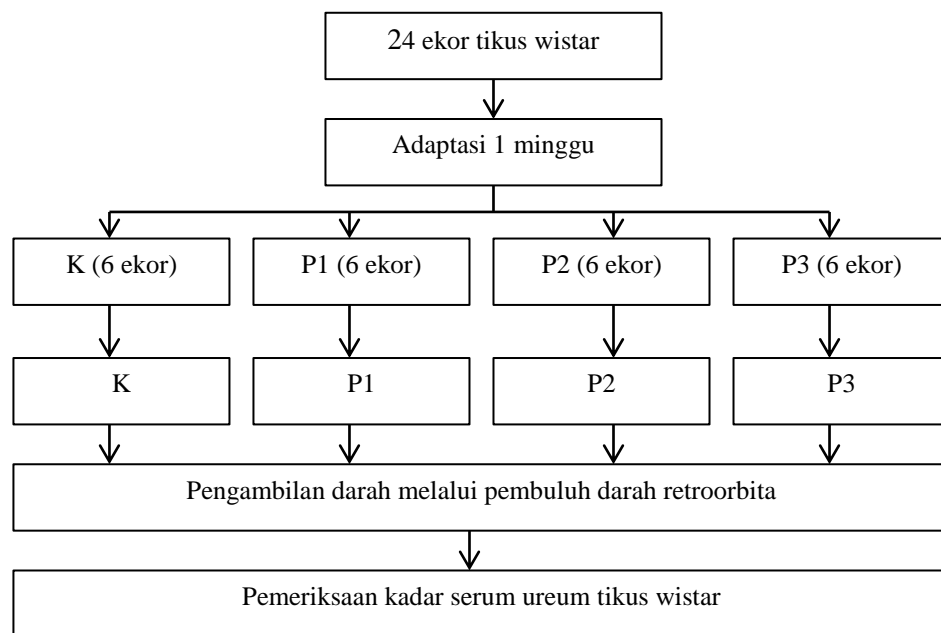 24 ekor tikus wistar
Adaptasi 1 minggu
K (6 ekor)
P1 (6 ekor)
P2 (6 ekor)
P3 (6 ekor)
K
P1
P2
P3
Pengambilan darah melalui pembuluh darah retroorbita
Pemeriksaan kadar serum ureum tikus wistar